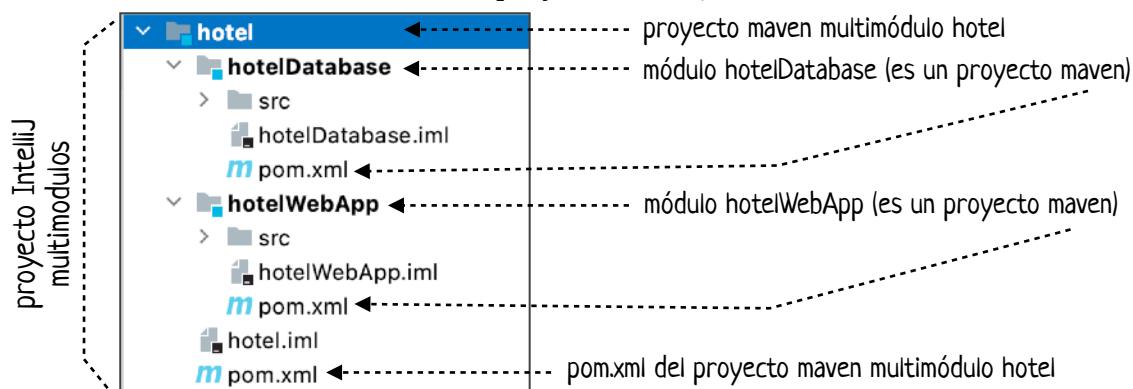 hotel
proyecto maven multimódulo hotel
hotelDatabase
módulo hotelDatabase (es un proyecto maven)
src
hotelDatabase.iml
m pom.xml
hotelWebApp
módulo hotelWebApp (es un proyecto maven)
src
hotelWebApp.iml
m pom.xml
hotel.iml
m pom.xml
pom.xml del proyecto maven multimódulo hotel
proyecto IntelliJ
multimodulos